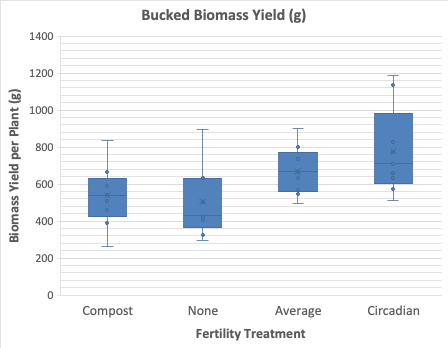 Bucked Biomass Yield (g)
1400
1200
1000
800
600
400
200
0
Biomass Yield per Plant (g)
Compost None Average Circadian
Fertility Treatment